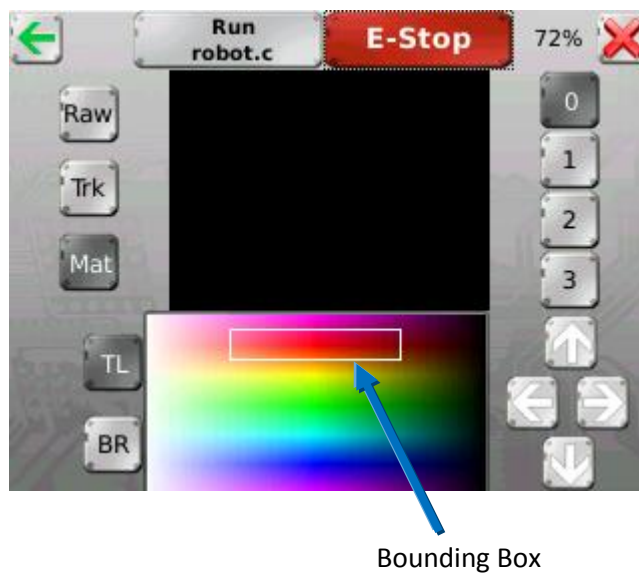 Run
robot.c
E-Stop
72%
Raw
Trk
Mat
TL
BR
0
1
2
3
Bounding Box